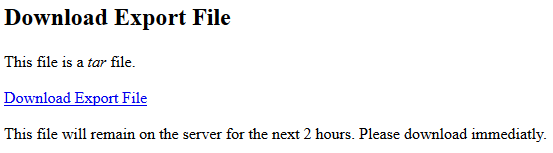 Download Export File
This file is a tar file.
Download Export File
This file will remain on the server for the next 2 hours. Please download immediatly.